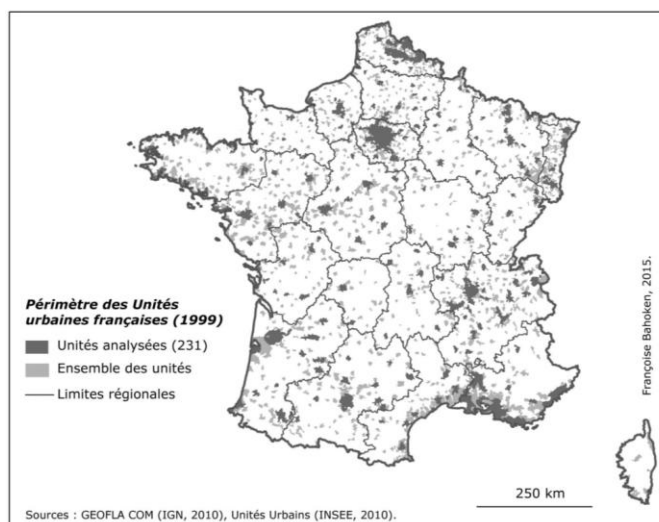 Périmètre des Unités
urbaines françaises (1999)
Unités analysées (231)
Ensemble des unités
Limites régionales
Françoise Bahoken, 2015.
250 km
Sources : GEOFLA COM (IGN, 2010), Unités Urbains (INSEE, 2010).